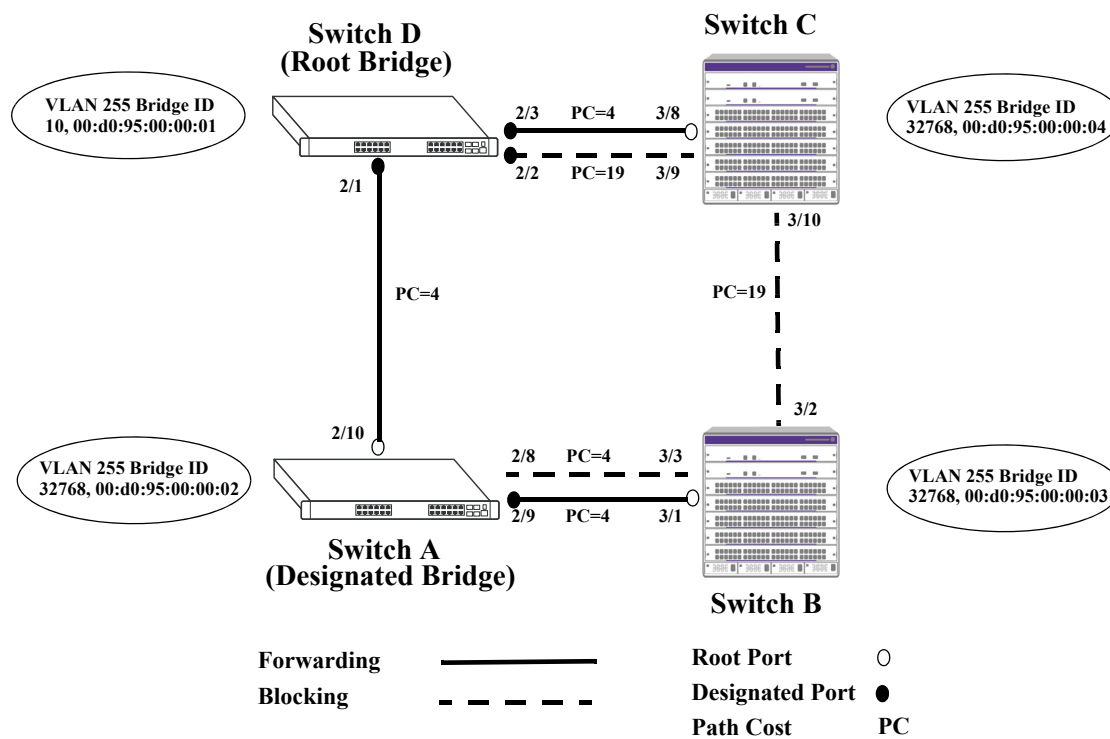 Switch D
(Root Bridge)
Switch C
VLAN 255 Bridge ID
10, 00:d0:95:00:00:01
2/3 PC=4 3/8
2/2 PC=19 3/9
VLAN 255 Bridge ID
32768, 00:d0:95:00:00:04
2/1
3/10
PC=4
PC=19
2/10
3/2
VLAN 255 Bridge ID
32768, 00:d0:95:00:00:02
2/8 PC=4 3/3
2/9 PC=4 3/1
VLAN 255 Bridge ID
32768, 00:d0:95:00:00:03
Switch A
(Designated Bridge)
Switch B
Forwarding
Blocking
Root Port
Designated Port
Path Cost PC